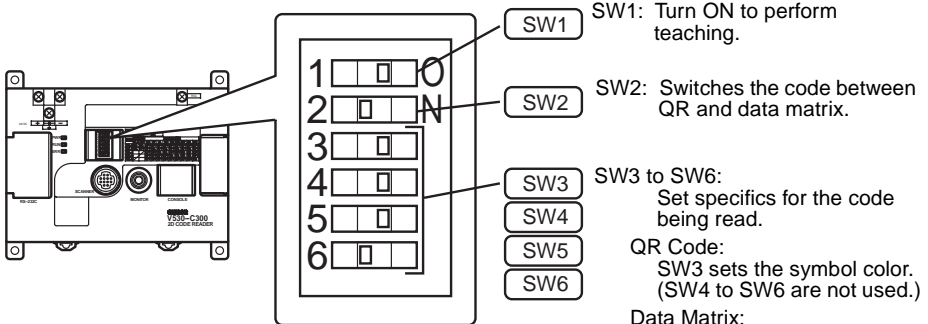 SW1
SW1: Turn ON to perform
teaching.
1
O
2
N
SW2
SW2: Switches the code between
QR and data matrix.
3
4
5
6
SW3
SW4
SW5
SW6
SW3 to SW6:
Set specifics for the code
being read.
QR Code:
SW3 sets the symbol color.
(SW4 to SW6 are not used.)
Data Matrix:
RS-232C
SCANNER
MONITOR
CONSOLE
V530-C300
2D CODE READER